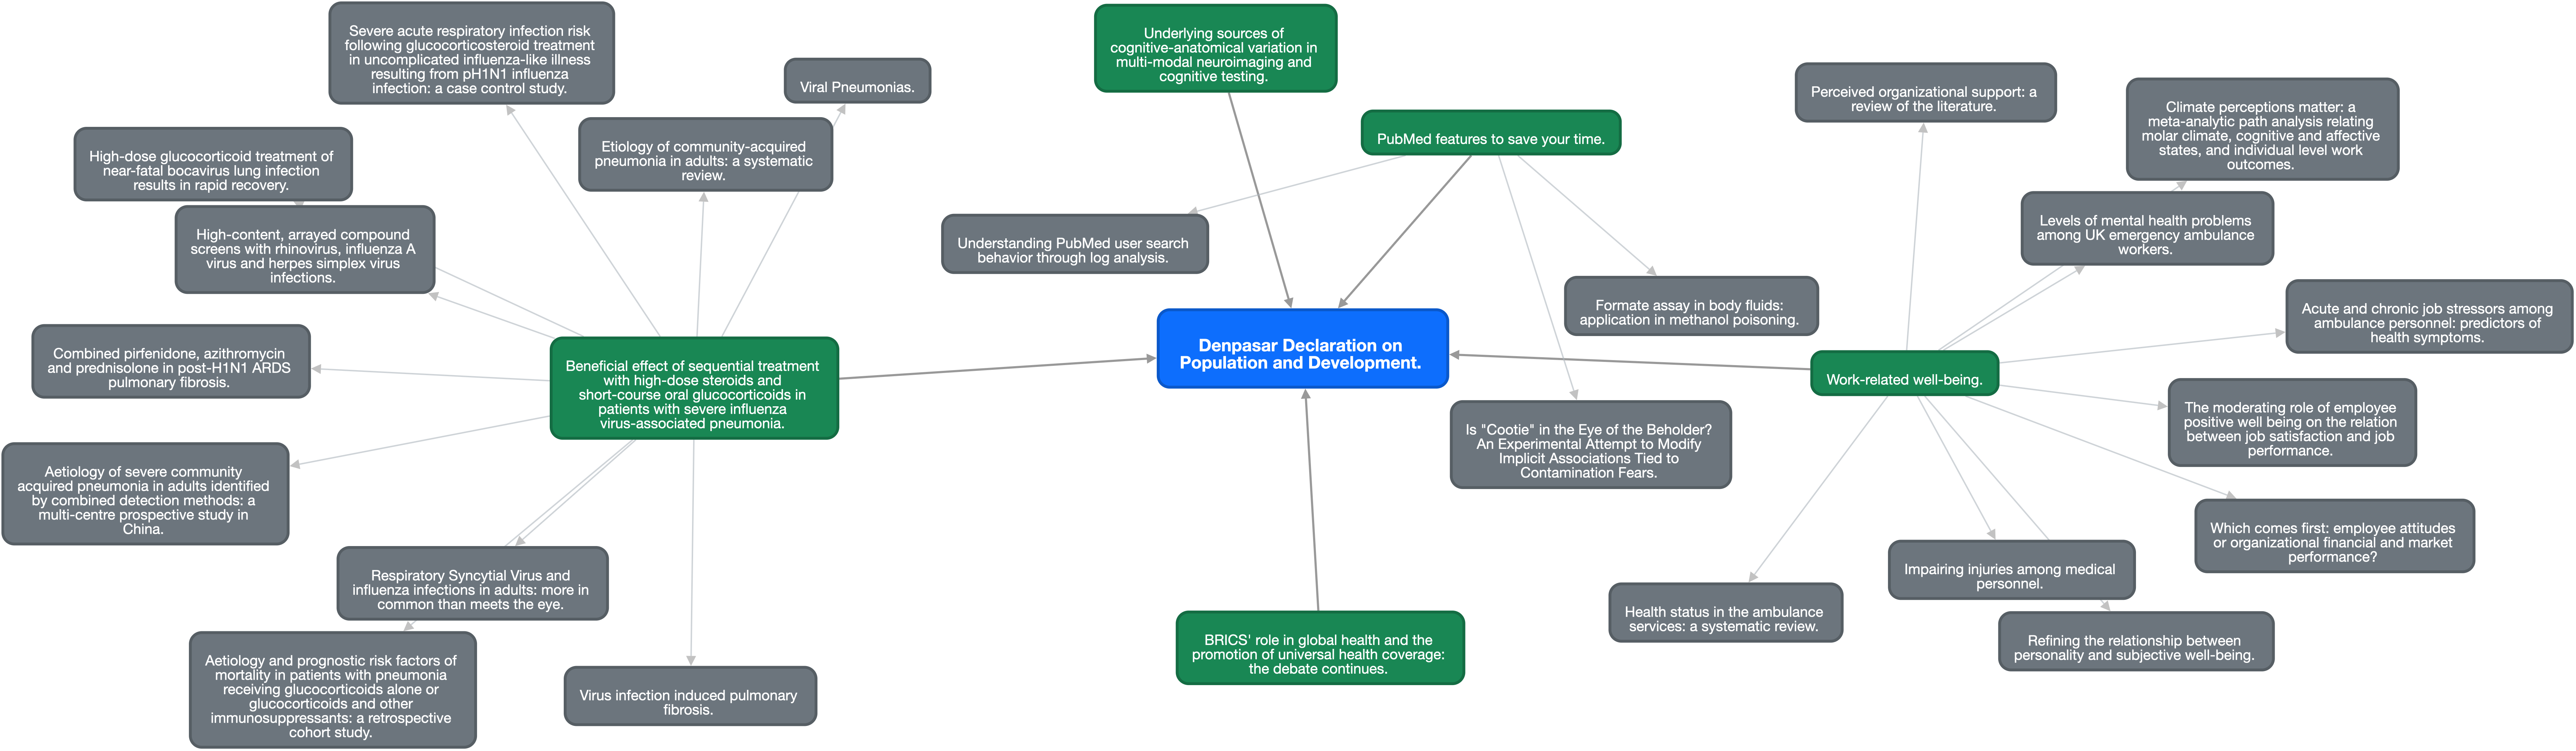 Severe acute respiratory infection risk
following glucocorticosteroid treatment
in uncomplicated influenza-like illness
resulting from pH1N1 influenza
infection: a case control study.
Viral Pneumonias.
Etiology of community-acquired
pneumonia in adults: a systematic
review.
High-dose glucocorticoid treatment of
near-fatal bocavirus lung infection
results in rapid recovery.
High-content, arrayed compound
screens with rhinovirus, influenza A
virus and herpes simplex virus
infections.
Combined pirfenidone, azithromycin
and prednisolone in post-H1N1 ARDS
pulmonary fibrosis.
Beneficial effect of sequential treatment
with high-dose steroids and
short-course oral glucocorticoids in
patients with severe influenza
virus-associated pneumonia.
Aetiology of severe community
acquired pneumonia in adults identified
by combined detection methods: a
multi-centre prospective study in
China.
Respiratory Syncytial Virus and
influenza infections in adults: more in
common than meets the eye.
Aetiology and prognostic risk factors of
mortality in patients with pneumonia
receiving glucocorticoids alone or
glucocorticoids and other
immunosuppressants: a retrospective
cohort study.
Virus infection induced pulmonary
fibrosis.
Underlying sources of
cognitive-anatomical variation in
multi-modal neuroimaging and
cognitive testing.
PubMed features to save your time.
Understanding PubMed user search
behavior through log analysis.
Formate assay in body fluids:
application in methanol poisoning.
Denpasar Declaration on
Population and Development.
Is "Cootie" in the Eye of the Beholder?
An Experimental Attempt to Modify
Implicit Associations Tied to
Contamination Fears.
BRICS' role in global health and the
promotion of universal health coverage:
the debate continues.
Perceived organizational support: a
review of the literature.
Climate perceptions matter: a
meta-analytic path analysis relating
molar climate, cognitive and affective
states, and individual level work
outcomes.
Levels of mental health problems
among UK emergency ambulance
workers.
Acute and chronic job stressors among
ambulance personnel: predictors of
health symptoms.
Work-related well-being.
The moderating role of employee
positive well being on the relation
between job satisfaction and job
performance.
Which comes first: employee attitudes
or organizational financial and market
performance?
Impairing injuries among medical
personnel.
Health status in the ambulance
services: a systematic review.
Refining the relationship between
personality and subjective well-being.